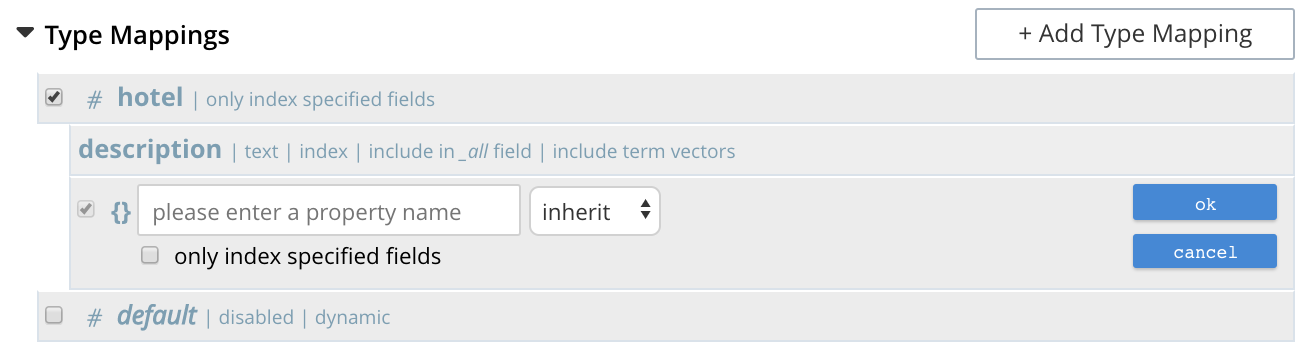 Type Mappings
+ Add Type Mapping
# hotel | only index specified fields
description | text | index | include in _all field | include term vectors
{} please enter a property name inherit ok
only index specified fields cancel
# default | disabled | dynamic